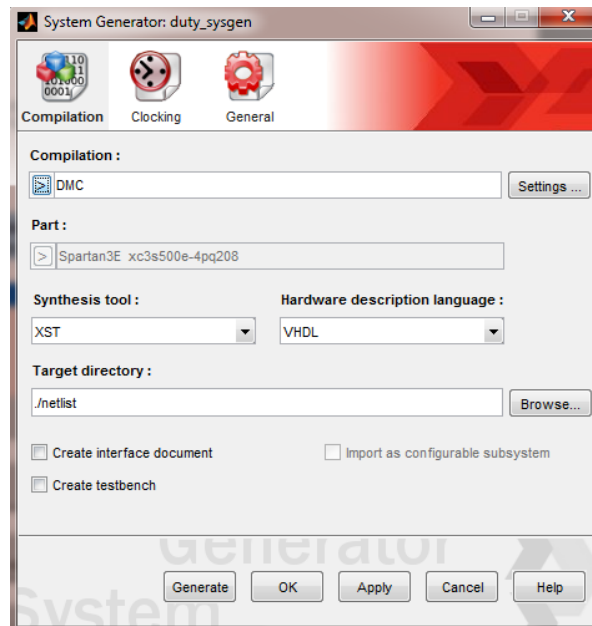 System Generator: duty_sysgen
Compilation Clocking General
Compilation :
DMC Settings ...
Part :
Spartan3E xc3s500e-4pq208
Synthesis tool : Hardware description language :
XST VHDL
Target directory :
./netlist Browse...
Create interface document Import as configurable subsystem
Create testbench
Generator
Generate OK Apply Cancel Help
System